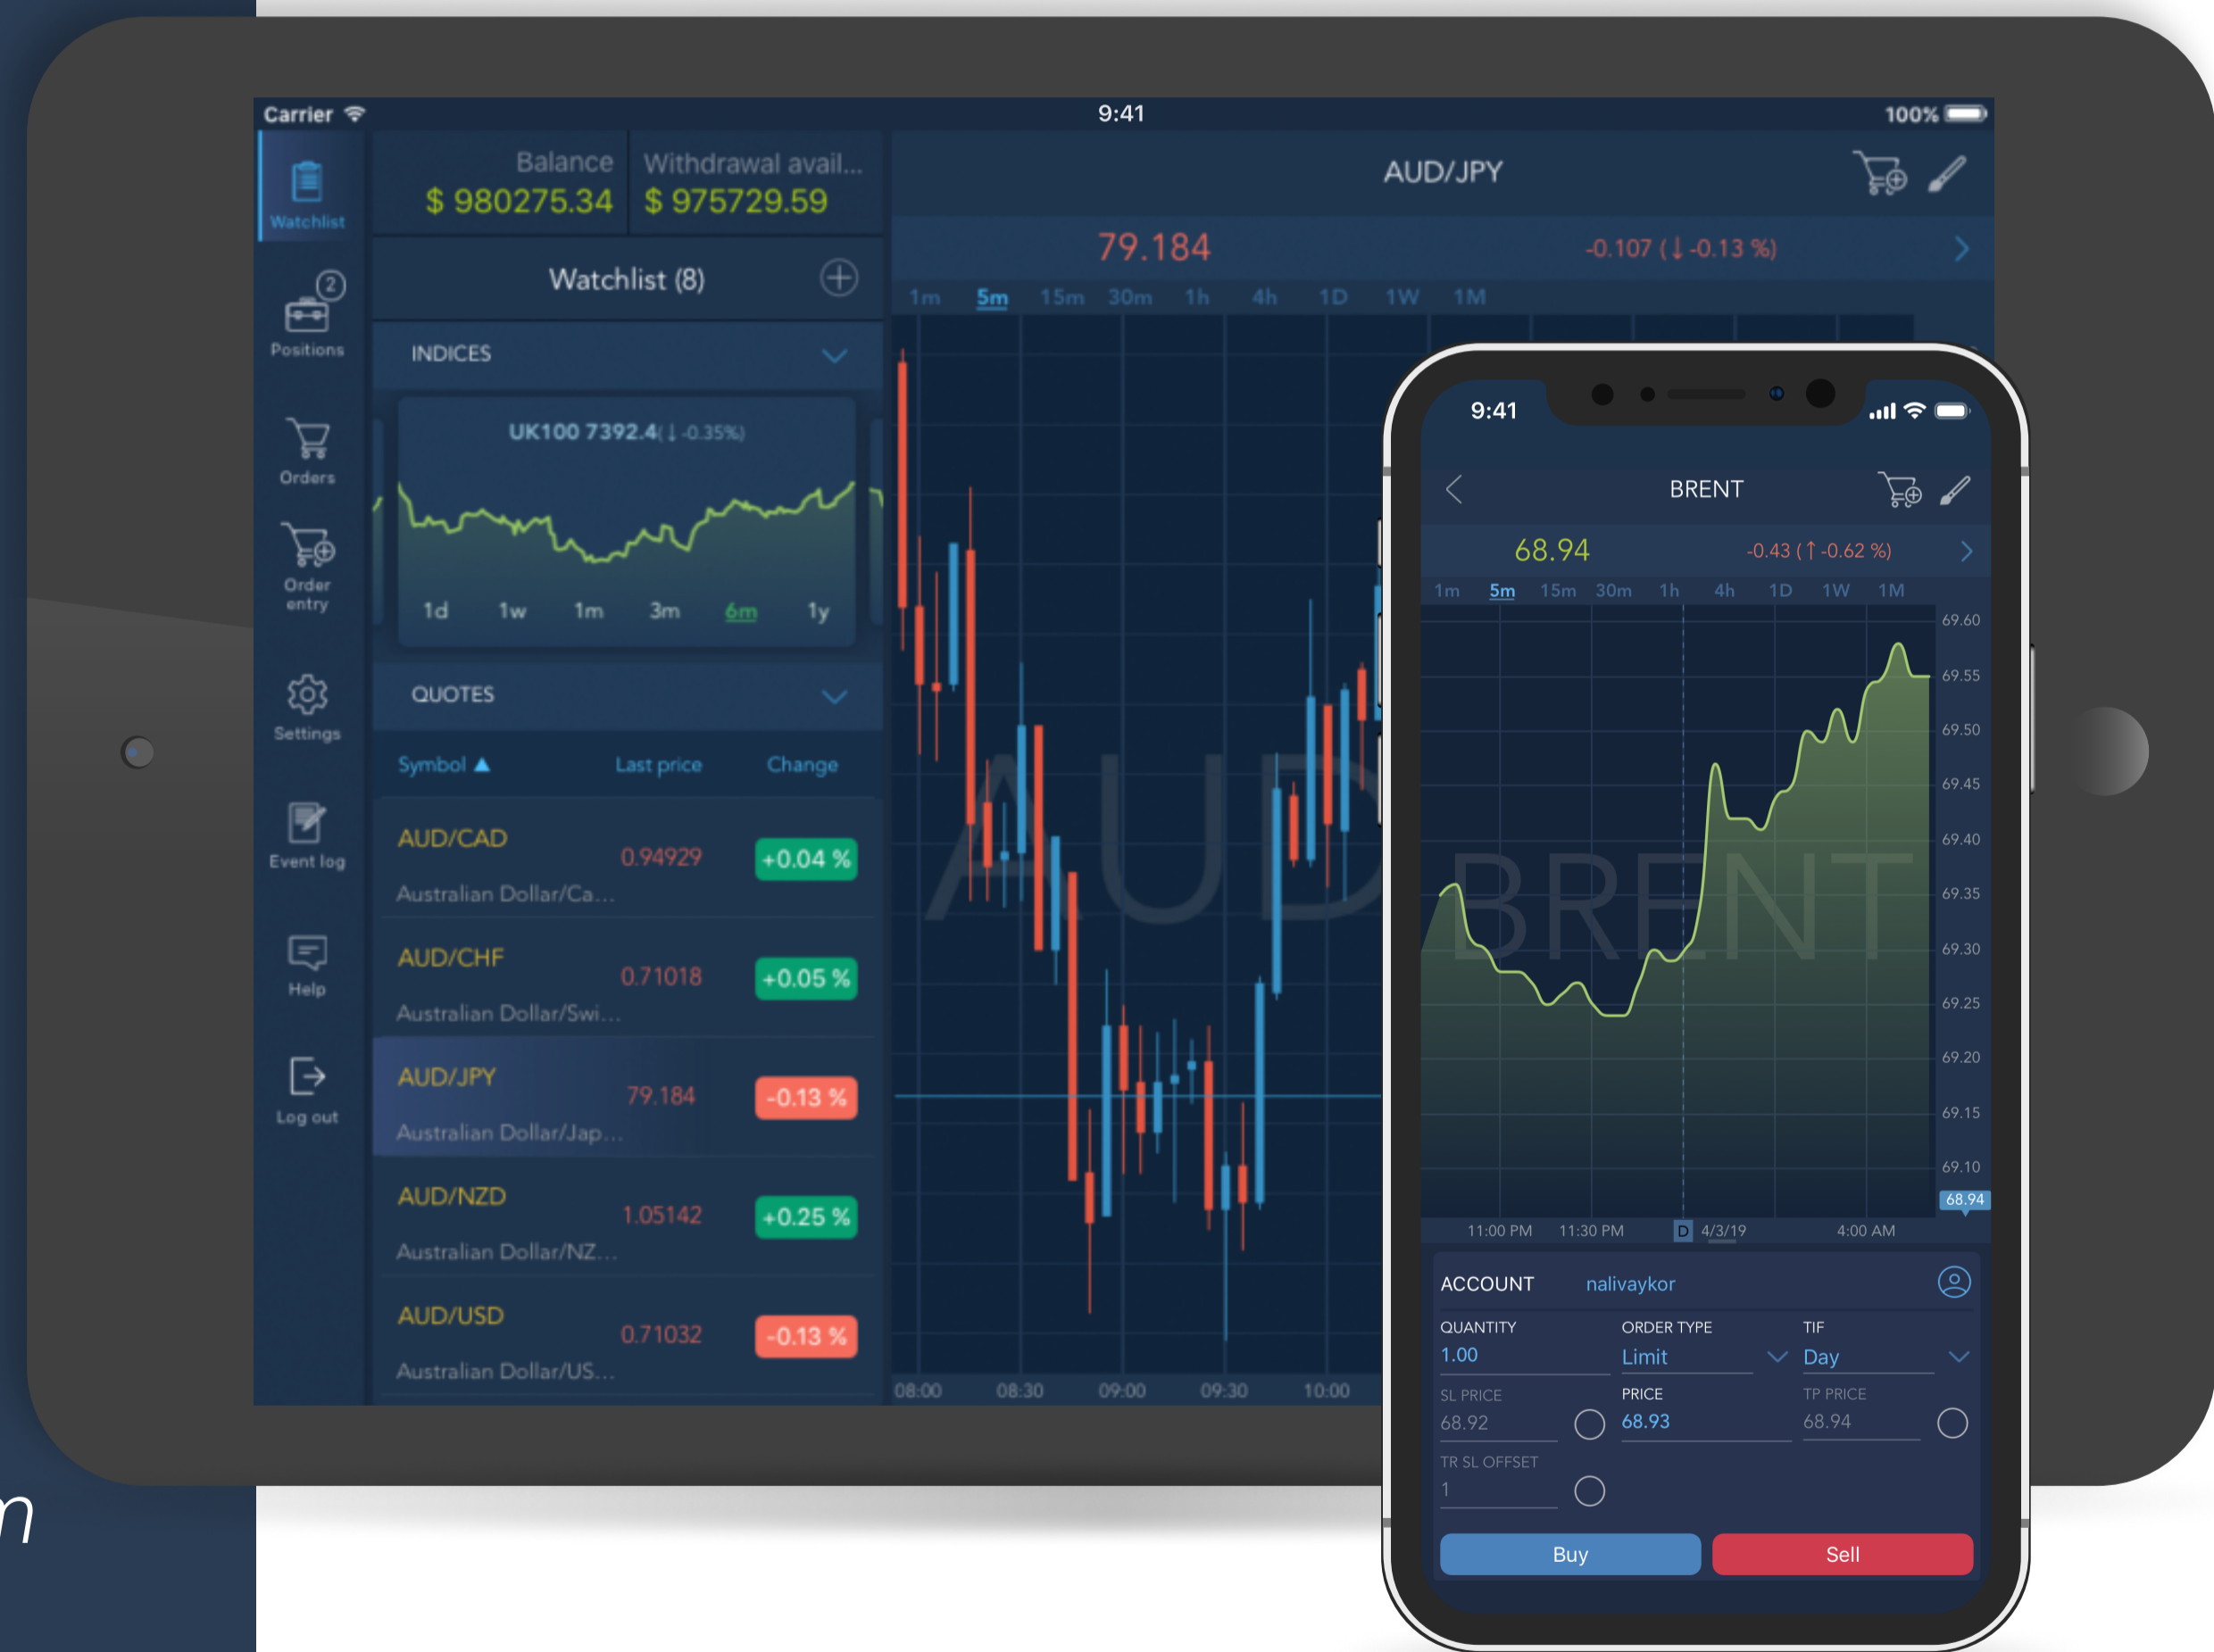 Carrier
9:41
100%
Watchlist
2
Positions
Orders
Order
entry
Settings
Event log
Help
Log out
Balance
$ 980275.34
Withdrawal avail...
$ 975729.59
Watchlist (8)
INDICES
UK100 7392.4(↓-0.35%)
1d 1w 1m 3m 6m 1y
QUOTES
Symbol ▲ Last price Change
AUD/CAD
0.94929
+0.04 %
Australian Dollar/Ca...
AUD/CHF
0.71018
+0.05 %
Australian Dollar/Swi...
AUD/JPY
79.184
-0.13 %
Australian Dollar/Jap...
AUD/NZD
1.05142
+0.25 %
Australian Dollar/NZ...
AUD/USD
0.71032
-0.13 %
Australian Dollar/US...
AUD/JPY
79.184
-0.107 (↓-0.13 %)
1m 5m 15m 30m 1h 4h 1D 1W 1M
AUD
08:00 08:30 09:00 09:30 10:00
9:41
BRENT
68.94
-0.43 (↑-0.62 %)
1m 5m 15m 30m 1h 4h 1D 1W 1M
BRENT
69.60
69.55
69.50
69.45
69.40
69.35
69.30
69.25
69.20
69.15
69.10
68.94
11:00 PM 11:30 PM D 4/3/19 4:00 AM
ACCOUNT nalivaykor
QUANTITY ORDER TYPE TIF
1.00 Limit Day
SL PRICE PRICE TP PRICE
68.92 68.93 68.94
TR SL OFFSET
1
Buy Sell